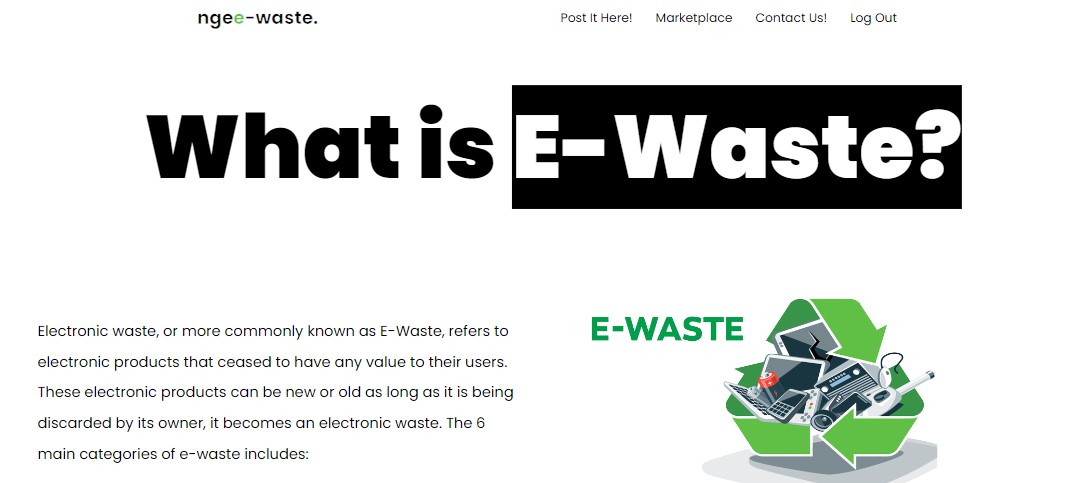 ngee-waste.
Post It Here! Marketplace Contact Us! Log Out
What is E-Waste?
Electronic waste, or more commonly known as E-Waste, refers to
electronic products that ceased to have any value to their users.
These electronic products can be new or old as long as it is being
discarded by its owner, it becomes an electronic waste. The 6
main categories of e-waste includes:
E-WASTE